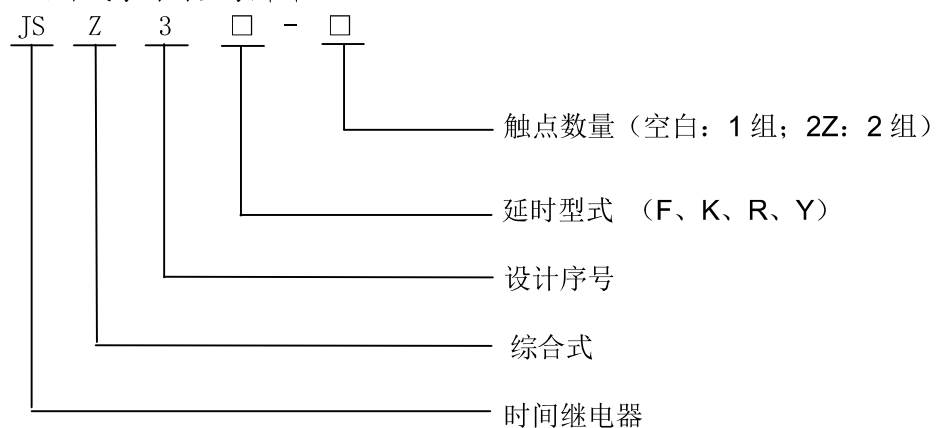 JS Z 3 □ - □
触点数量（空白：1 组；2Z：2 组）
延时型式 （F、K、R、Y）
设计序号
综合式
时间继电器